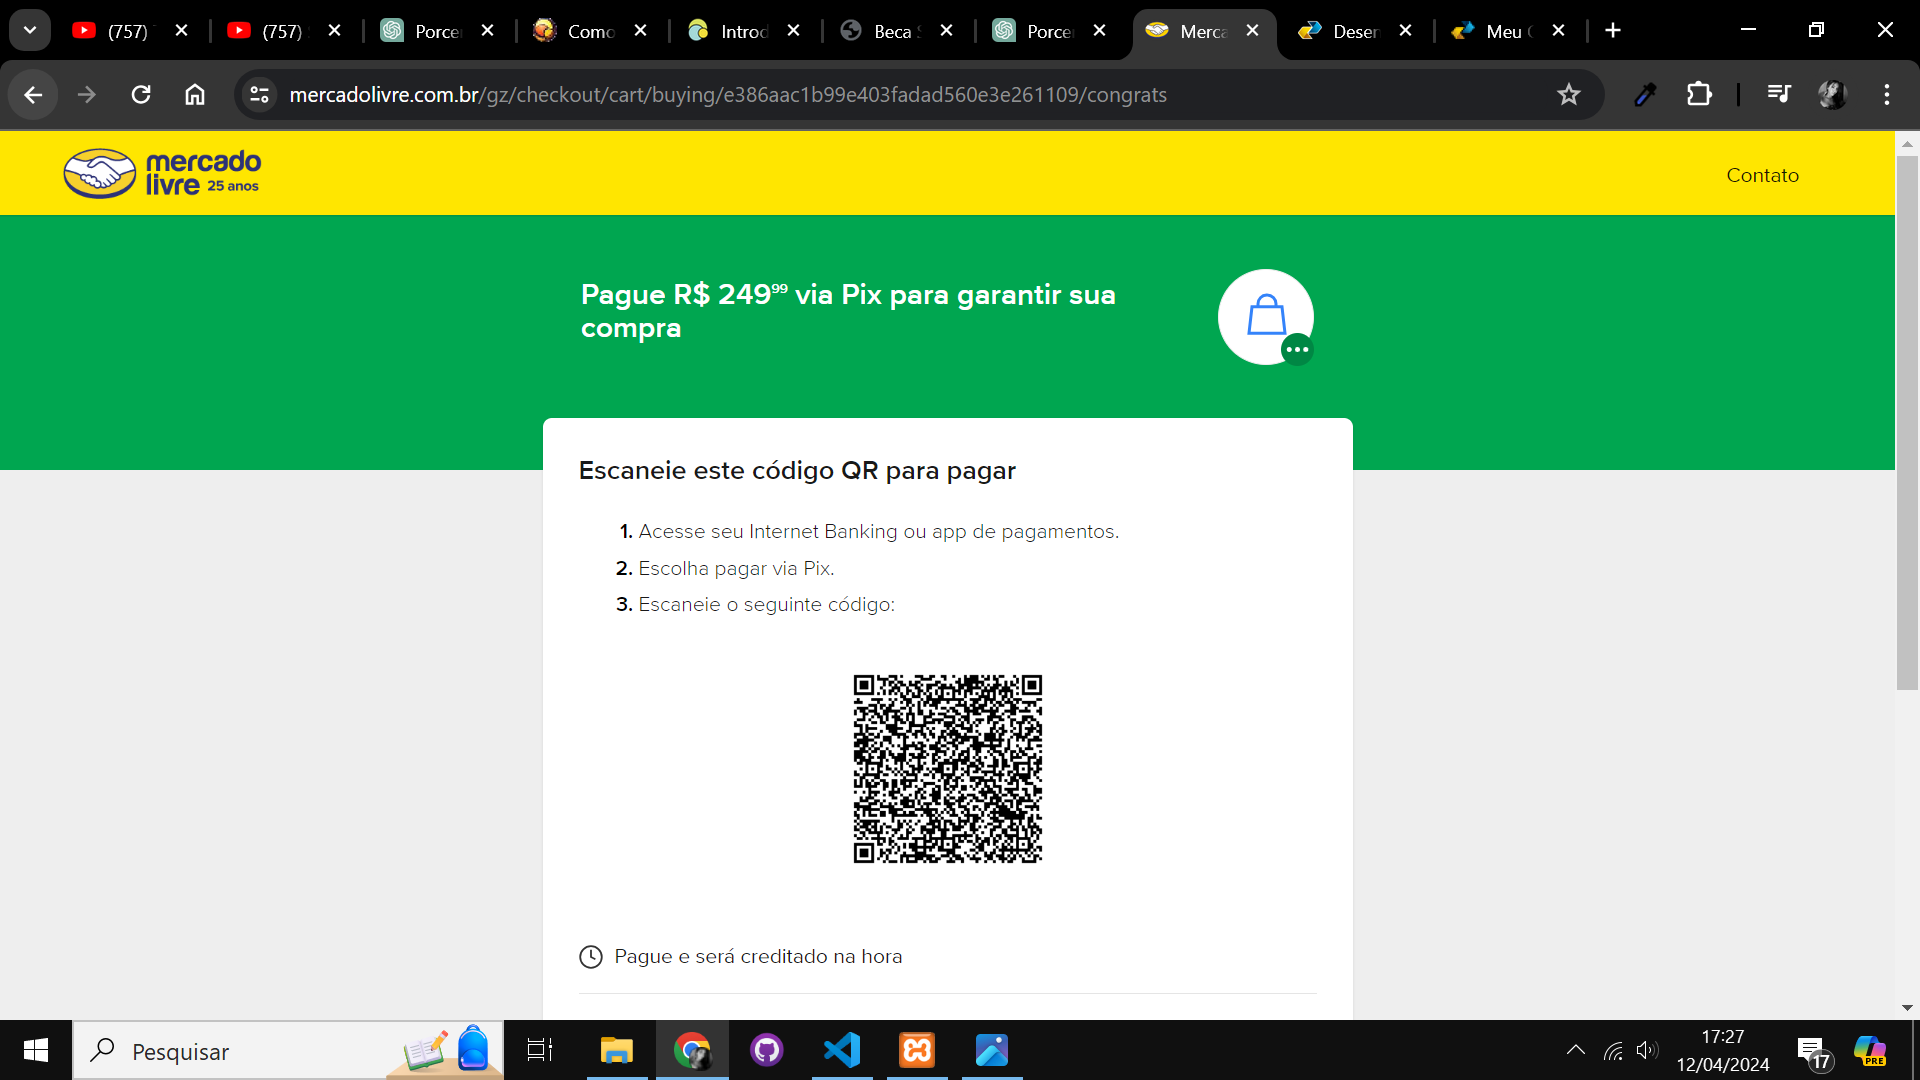 (757)
(757)
Porce
Como
Introd
Beca
Porce
Merca
Desen
Meu
mercadolivre.com.br/gz/checkout/cart/buying/e386aac1b99e403fadad560e3e261109/congrats
mercado
livre 25 anos
Contato
Pague R$ 249⁹⁹ via Pix para garantir sua
compra
Escaneie este código QR para pagar
1. Acesse seu Internet Banking ou app de pagamentos.
2. Escolha pagar via Pix.
3. Escaneie o seguinte código:
Pague e será creditado na hora
Pesquisar
17:27
12/04/2024
17
PRE